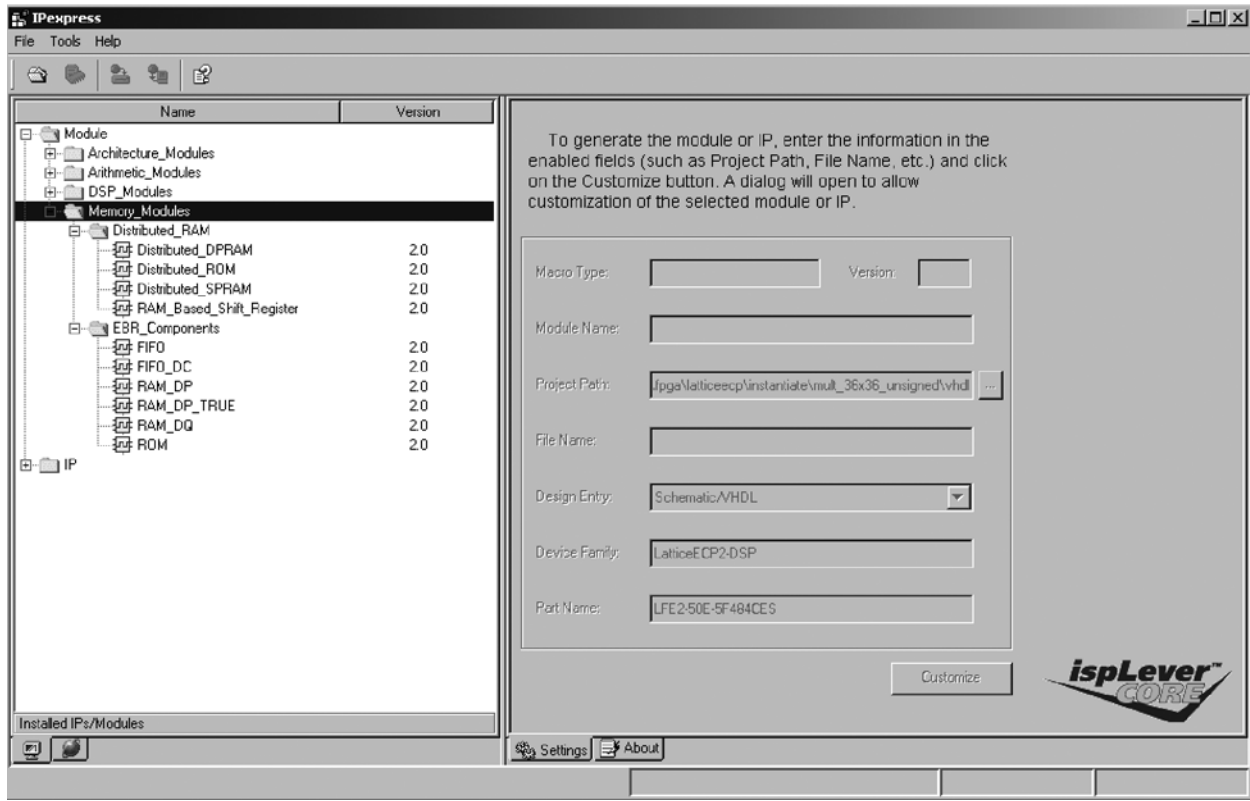 IPexpress
File Tools Help
Name Version
Module
Architecture_Modules
Arithmetic_Modules
DSP_Modules
Memory_Modules
Distributed_RAM
Distributed_DPRAM 2.0
Distributed_ROM 2.0
Distributed_SPRAM 2.0
RAM_Based_Shift_Register 2.0
EBR_Components
FIFO 2.0
FIFO_DC 2.0
RAM_DP 2.0
RAM_DP_TRUE 2.0
RAM_DQ 2.0
ROM 2.0
IP
Installed IPs/Modules
To generate the module or IP, enter the information in the
enabled fields (such as Project Path, File Name, etc.) and click
on the Customize button. A dialog will open to allow
customization of the selected module or IP.
Macro Type: Version:
Module Name:
Project Path: .fpga\latticeecp\instantiate\mult_36x36_unsigned\vhdl ...
File Name:
Design Entry: Schematic/VHDL
Device Family: LatticeECP2-DSP
Part Name: LFE2-50E-5F484CES
Customize
ispLever™
CORE
Settings About